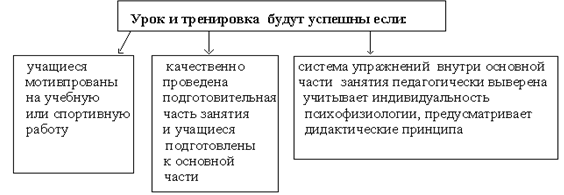 Урок и тренировка будут успешны если:
учащиеся
мотивпрованы
на учебную
или спортивную
работу
качественно
проведена
подготовительная
часть занятия
и учащиеся
подготовлены
к основной
части
система упражнений внутри основной
части занятия педагогически выверена
учитывает индивидуальность
психофизиологии, предусматривает
дидактические принципа